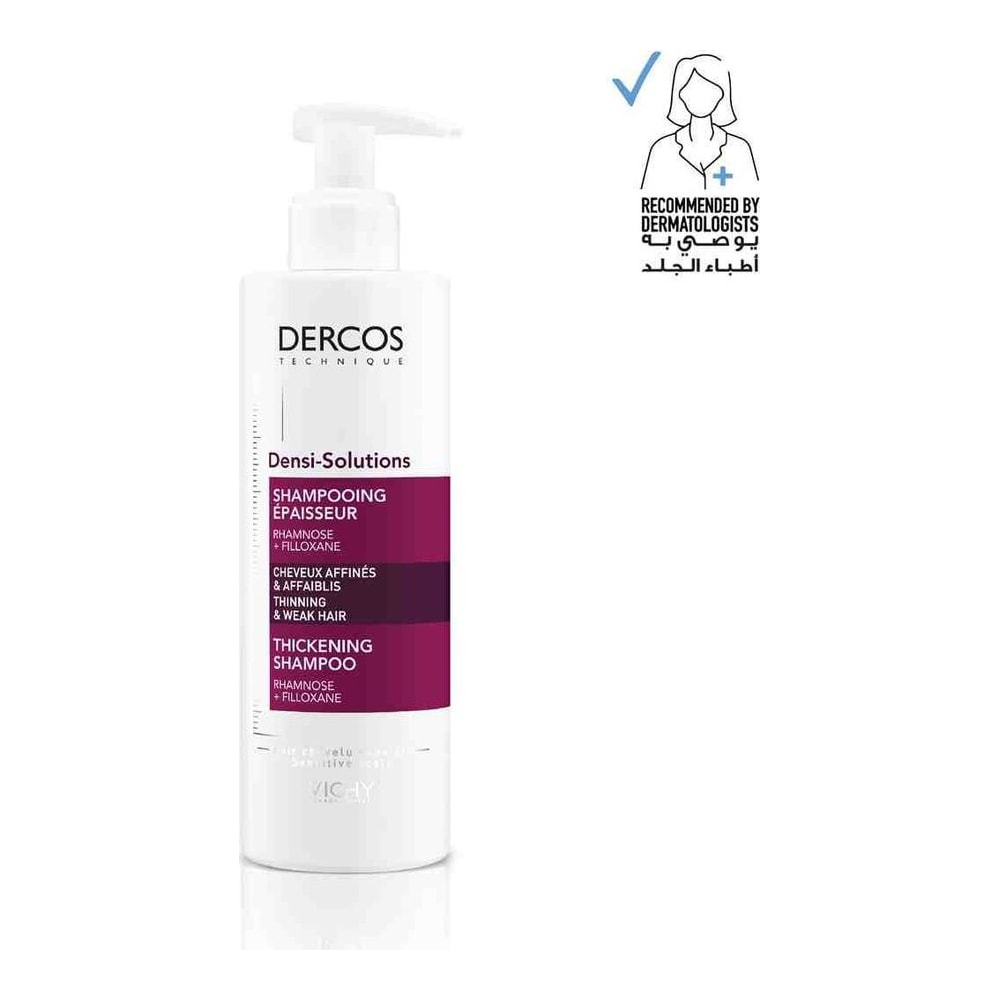 DERCOS
TECHNIQUE
Densi-Solutions
SHAMPOOING
ÉPAISSEUR
RHAMNOSE
+ FILLOXANE
CHEVEUX AFFINÉS
& AFFAIBLIS
THINNING
& WEAK HAIR
THICKENING
SHAMPOO
RHAMNOSE
+ FILLOXANE
Sensitive
VICHY
RECOMMENDED BY
DERMATOLOGISTS
يوصي به
أطباء الجلد